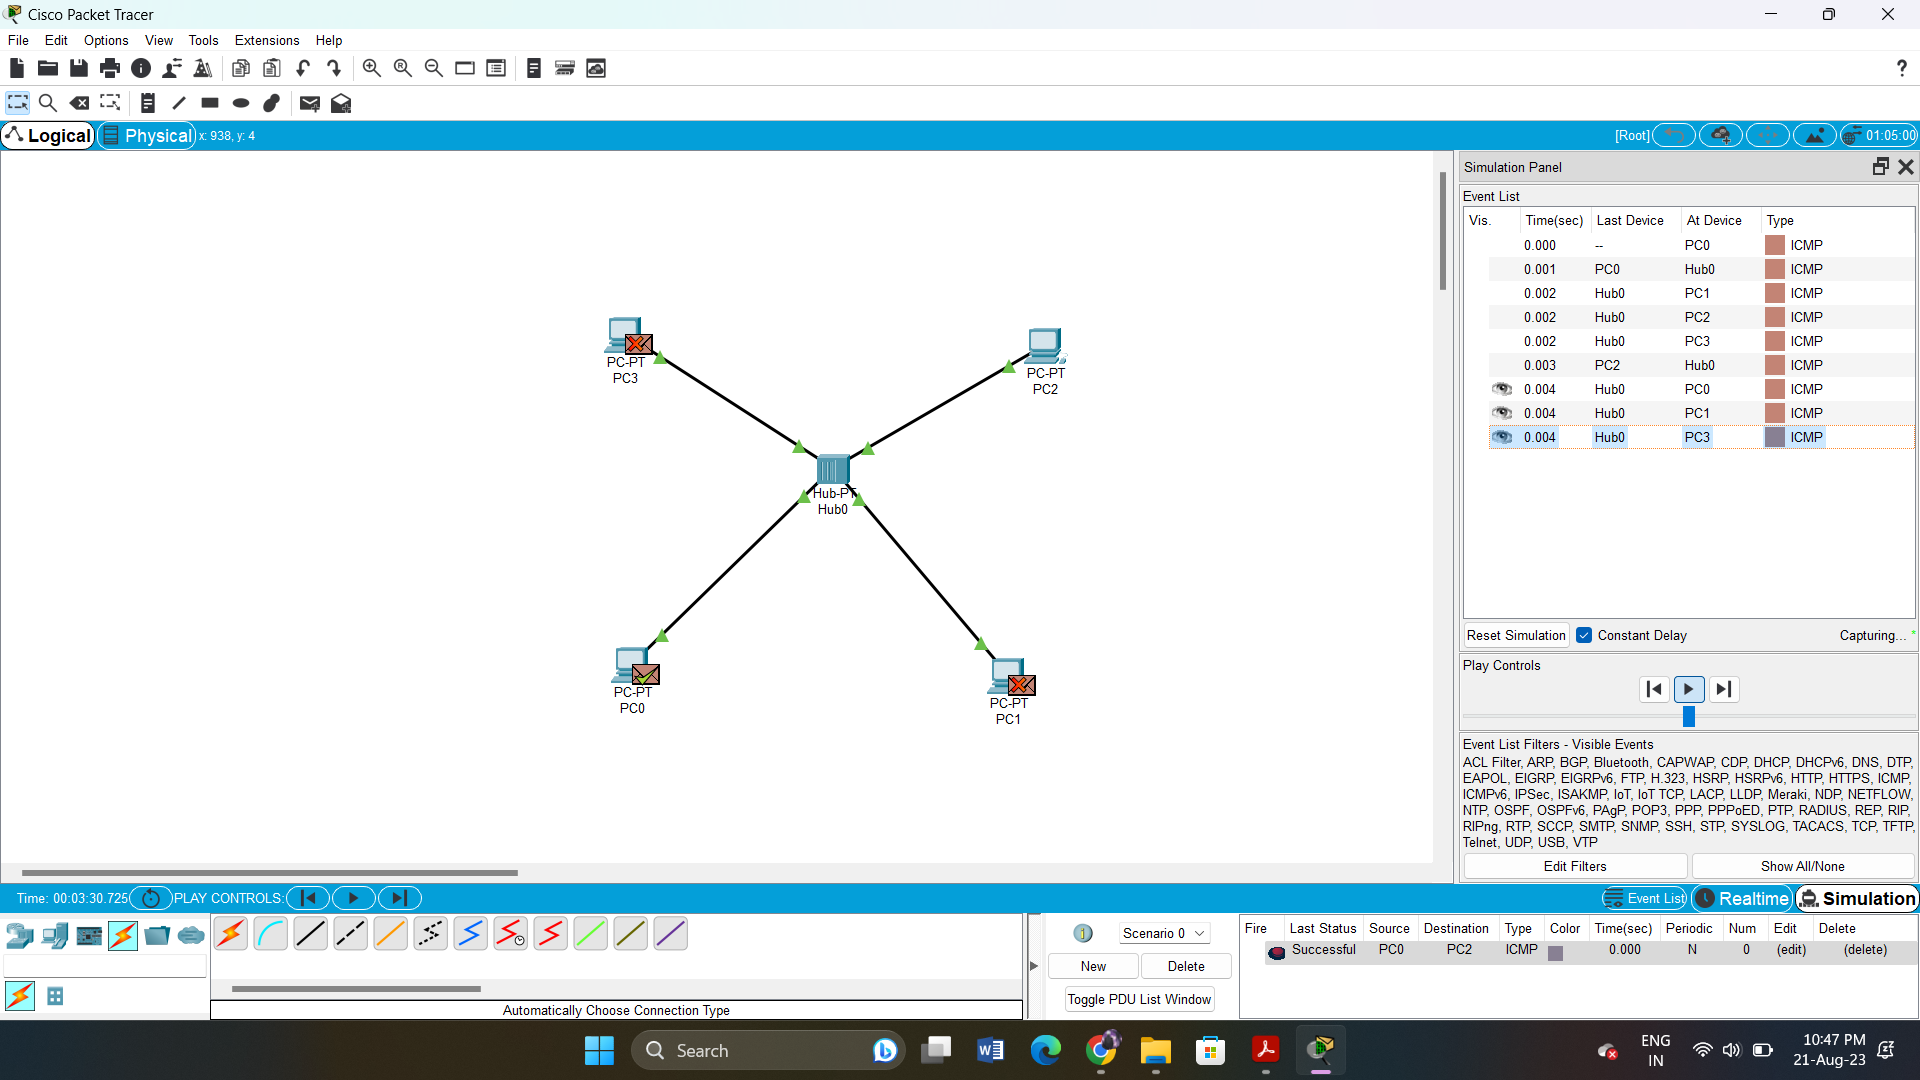 Cisco Packet Tracer
File Edit Options View Tools Extensions Help
?
Logical Physical x: 938, y: 4 [Root] 01:05:00
Simulation Panel
Event List
Vis. Time(sec) Last Device At Device Type
0.000 -- PC0 ICMP
0.001 PC0 Hub0 ICMP
0.002 Hub0 PC1 ICMP
0.002 Hub0 PC2 ICMP
0.002 Hub0 PC3 ICMP
0.003 PC2 Hub0 ICMP
0.004 Hub0 PC0 ICMP
0.004 Hub0 PC1 ICMP
0.004 Hub0 PC3 ICMP
PC-PT
PC3
PC-PT
PC2
Hub-PT
Hub0
PC-PT
PC0
PC-PT
PC1
Reset Simulation Constant Delay Capturing... *
Play Controls
Event List Filters - Visible Events
ACL Filter, ARP, BGP, Bluetooth, CAPWAP, CDP, DHCP, DHCPv6, DNS, DTP,
EAPOL, EIGRP, EIGRPv6, FTP, H.323, HSRP, HSRPv6, HTTP, HTTPS, ICMP,
ICMPv6, IPSec, ISAKMP, IoT, IoT TCP, LACP, LLDP, Meraki, NDP, NETFLOW,
NTP, OSPF, OSPFv6, PAgP, POP3, PPP, PPPoED, PTP, RADIUS, REP, RIP,
RIPng, RTP, SCCP, SMTP, SNMP, SSH, STP, SYSLOG, TACACS, TCP, TFTP,
Telnet, UDP, USB, VTP
Edit Filters Show All/None
Time: 00:03:30.725 PLAY CONTROLS: Event List Realtime Simulation
Automatically Choose Connection Type
1 Scenario 0
New Delete
Toggle PDU List Window
Fire Last Status Source Destination Type Color Time(sec) Periodic Num Edit Delete
Successful PC0 PC2 ICMP 0.000 N 0 (edit) (delete)
Search
ENG
IN
10:47 PM
21-Aug-23